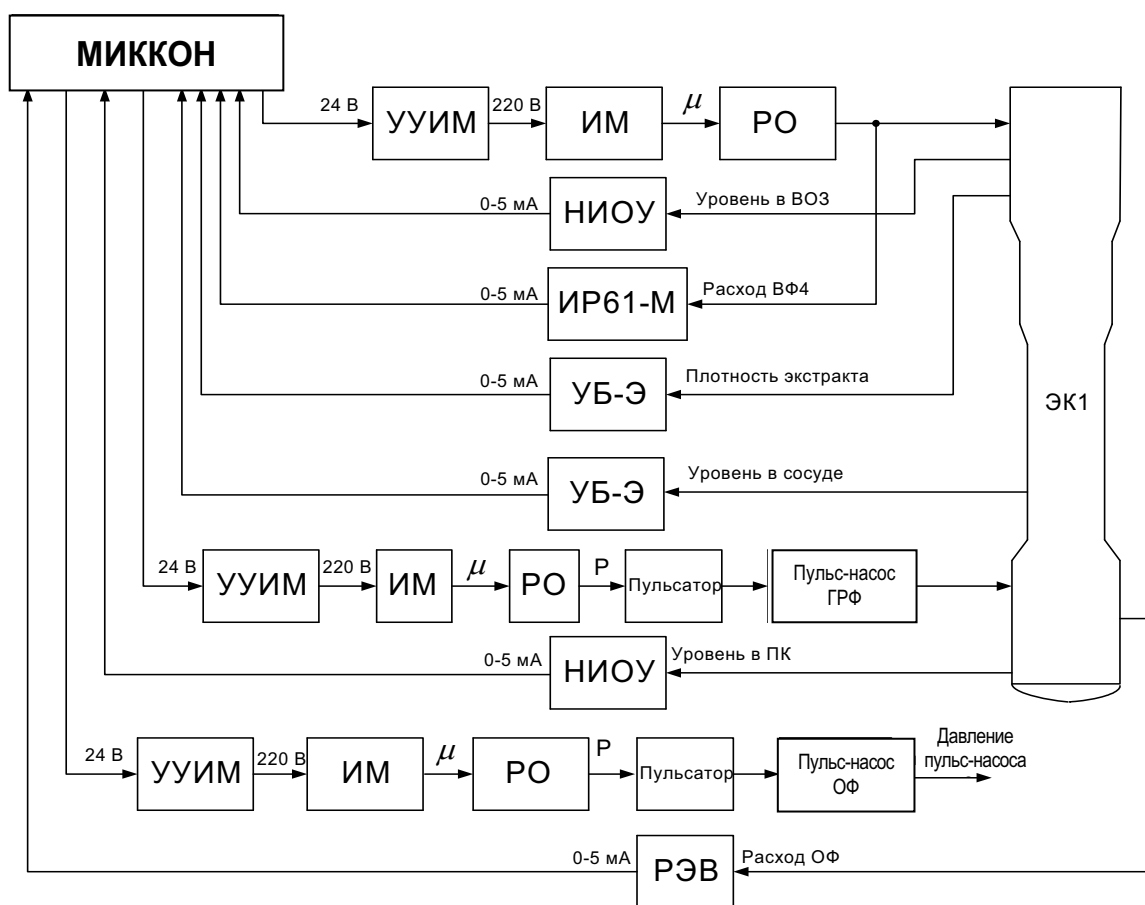 МИККОН
24 В
УУИМ
220 В
ИМ
μ
РО
0-5 мА
НИОУ
Уровень в ВОЗ
0-5 мА
ИР61-М
Расход ВФ4
0-5 мА
УБ-Э
Плотность экстракта
ЭК1
0-5 мА
УБ-Э
Уровень в сосуде
24 В
УУИМ
220 В
ИМ
μ
РО
Р
Пульсатор
Пульс-насос
ГРФ
0-5 мА
НИОУ
Уровень в ПК
24 В
УУИМ
220 В
ИМ
μ
РО
Р
Пульсатор
Пульс-насос
ОФ
Давление
пульс-насоса
0-5 мА
РЭВ
Расход ОФ